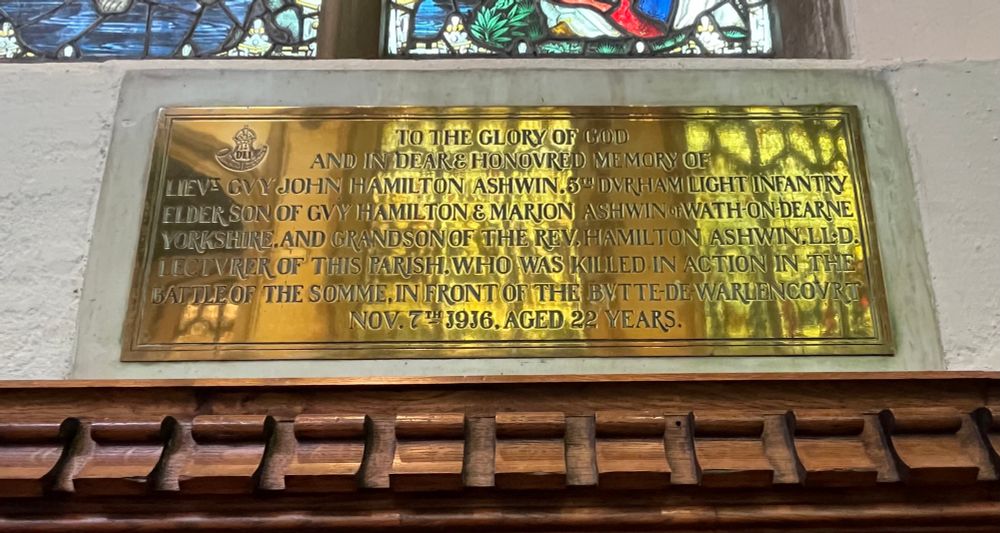 DLI
TO THE GLORY OF GOD
AND IN DEAR & HONOVRED MEMORY OF
LIEVT. GVY JOHN HAMILTON ASHWIN, 5TH DVRHAM LIGHT INFANTRY
ELDER SON OF GVY HAMILTON & MARION ASHWIN OF WATH-ON-DEARNE
YORKSHIRE, AND GRANDSON OF THE REV. HAMILTON ASHWIN, LL.D.
LECTVRER OF THIS PARISH, WHO WAS KILLED IN ACTION IN THE
BATTLE OF THE SOMME, IN FRONT OF THE BVTTE-DE-WARLENCOVRT
NOV. 7TH 1916, AGED 22 YEARS.